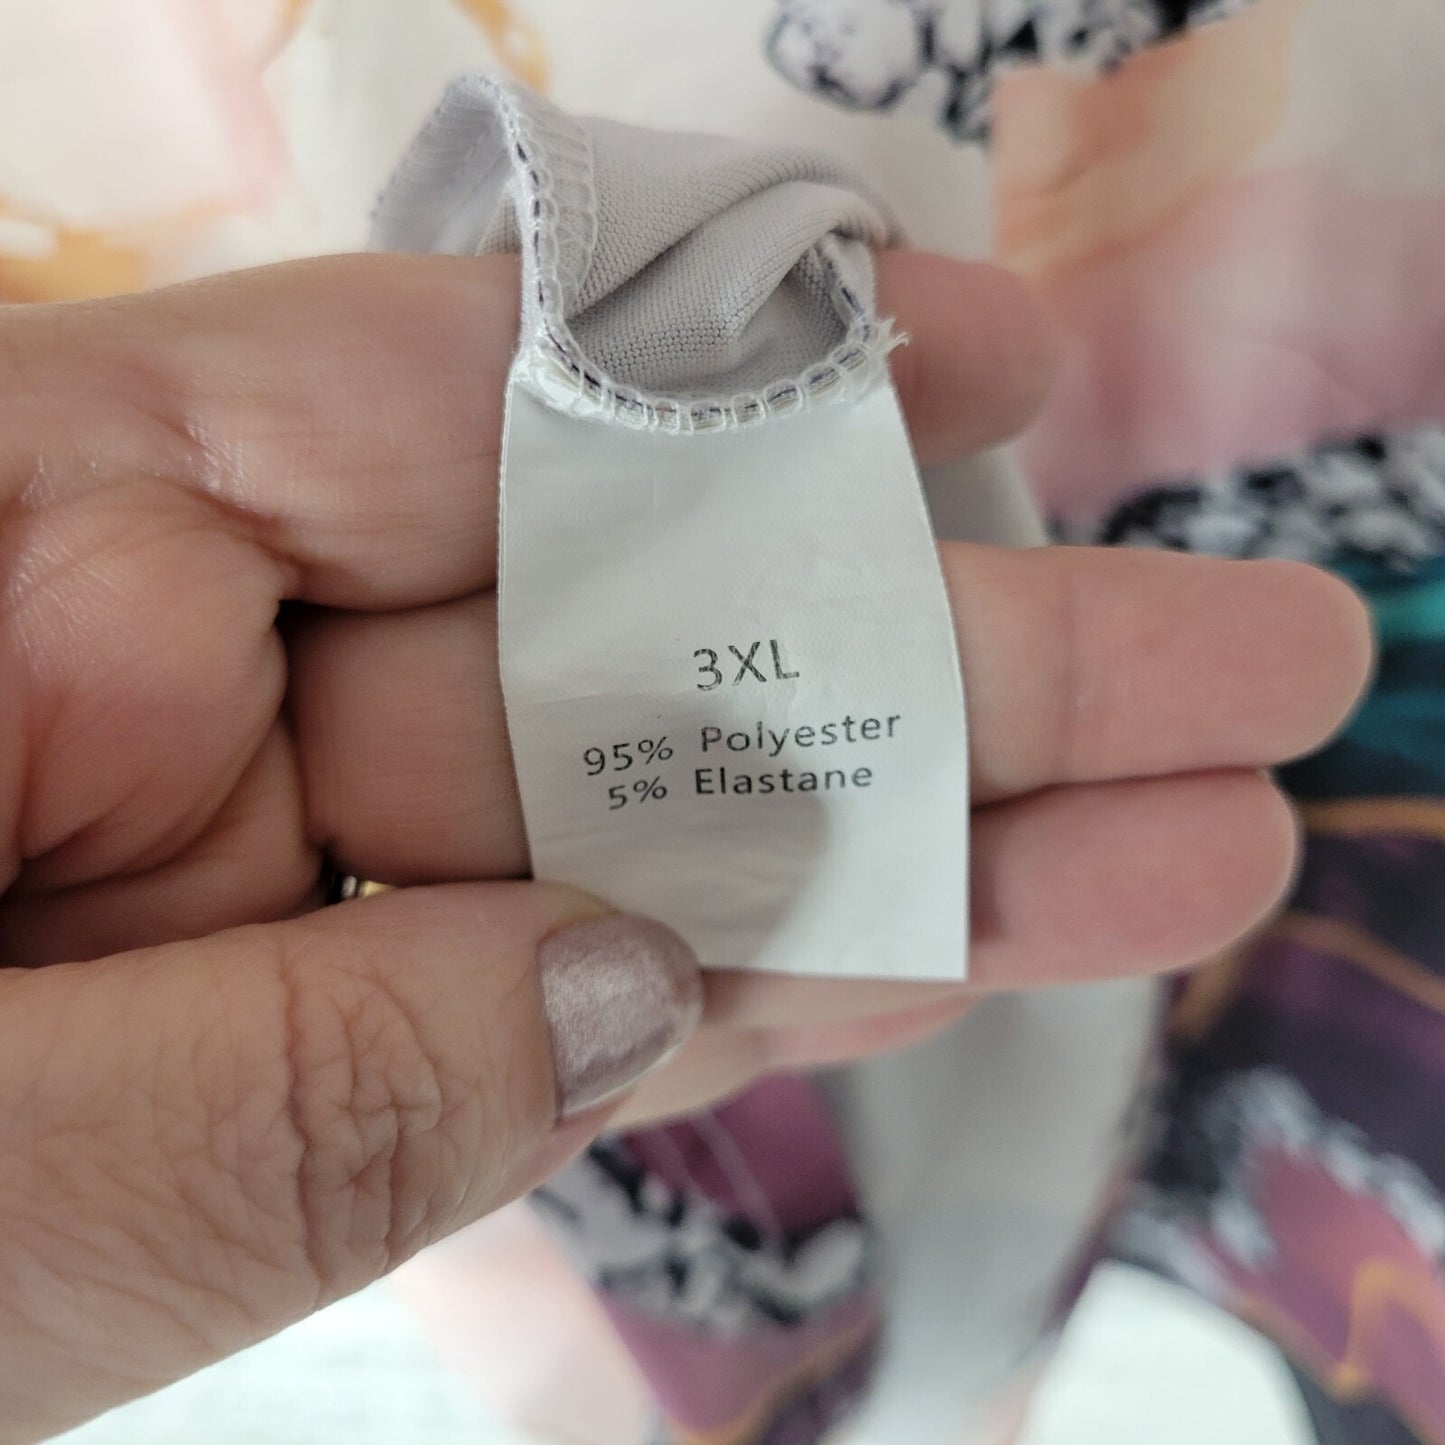 3XL
95% Polyester
5% Elastane